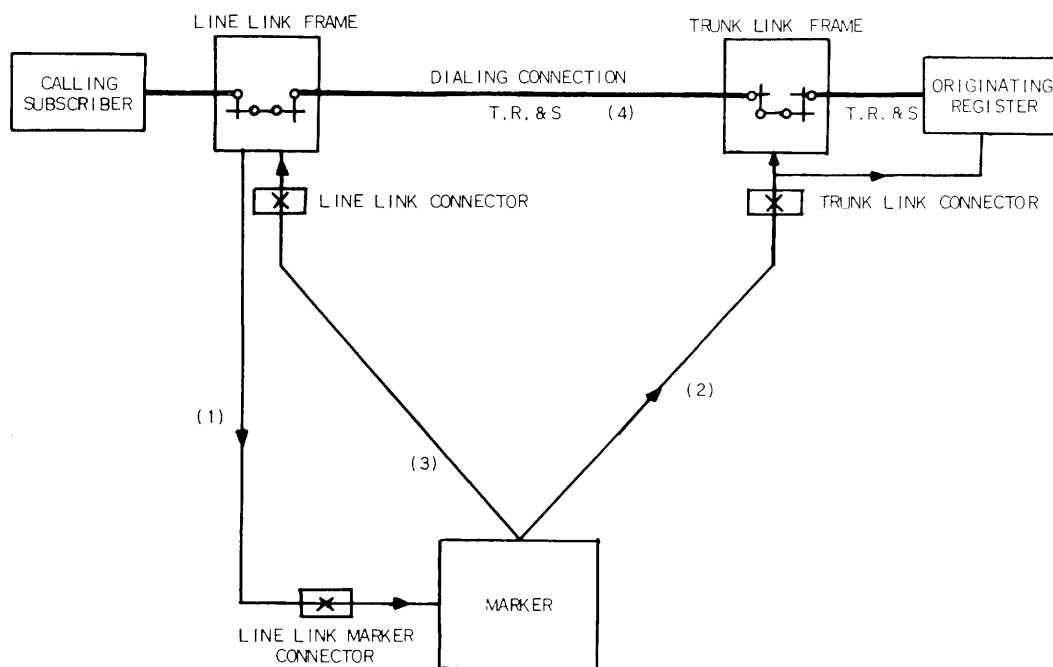 LINE LINK FRAME
TRUNK LINK FRAME
CALLING
SUBSCRIBER
DIALING CONNECTION
T.R.&S (4)
T.R.&S
ORIGINATING
REGISTER
LINE LINK CONNECTOR
TRUNK LINK CONNECTOR
(1)
(2)
(3)
MARKER
LINE LINK MARKER
CONNECTOR